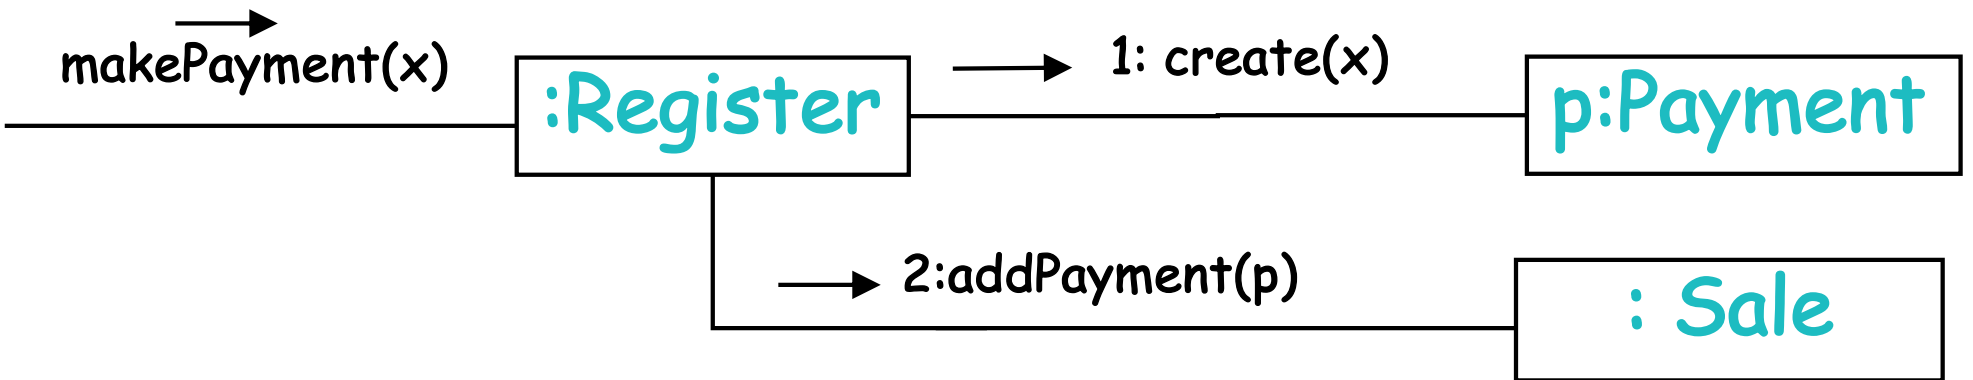 makePayment(x)
:Register
1: create(x)
p:Payment
2:addPayment(p)
: Sale